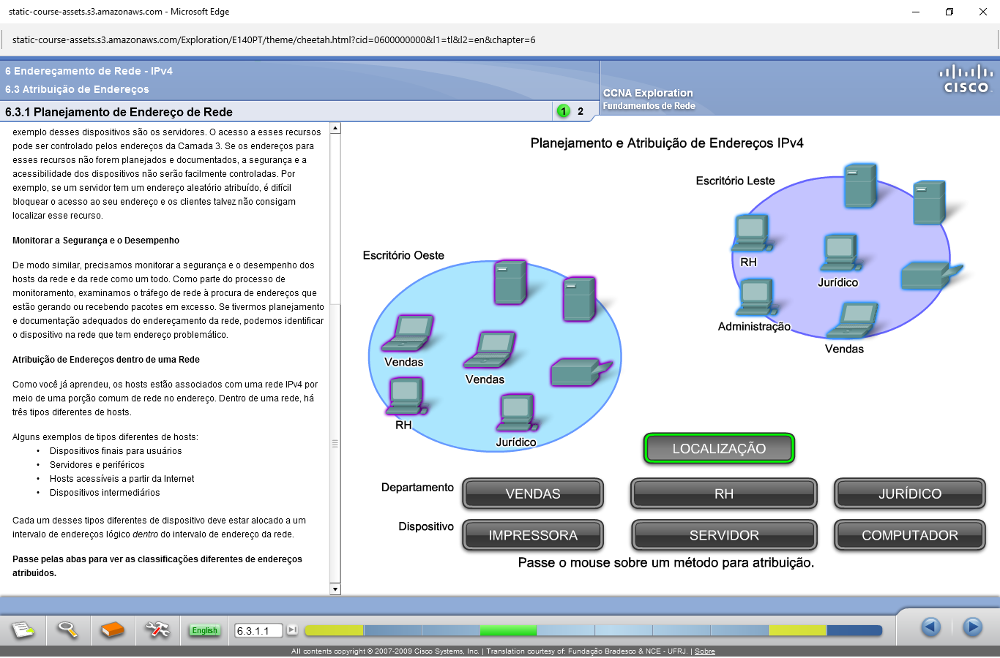 static-course-assets.s3.amazonaws.com - Microsoft Edge
static-course-assets.s3.amazonaws.com/Exploration/E140PT/theme/cheetah.html?cid=0600000000&l1=tl&l2=en&chapter=6
6 Endereçamento de Rede - IPv4
6.3 Atribuição de Endereços
CISCO
CCNA Exploration
Fundamentos de Rede
6.3.1 Planejamento de Endereço de Rede
1 2
exemplo desses dispositivos são os servidores. O acesso a esses recursos
pode ser controlado pelos endereços da Camada 3. Se os endereços para
esses recursos não forem planejados e documentados, a segurança e a
acessibilidade dos dispositivos não serão facilmente controladas. Por
exemplo, se um servidor tem um endereço aleatório atribuído, é difícil
bloquear o acesso ao seu endereço e os clientes talvez não consigam
localizar esse recurso.
Monitorar a Segurança e o Desempenho
De modo similar, precisamos monitorar a segurança e o desempenho dos
hosts da rede e da rede como um todo. Como parte do processo de
monitoramento, examinamos o tráfego de rede à procura de endereços que
estão gerando ou recebendo pacotes em excesso. Se tivermos planejamento
e documentação adequados do endereçamento da rede, podemos identificar
o dispositivo na rede que tem endereço problemático.
Atribuição de Endereços dentro de uma Rede
Como você já aprendeu, os hosts estão associados com uma rede IPv4 por
meio de uma porção comum de rede no endereço. Dentro de uma rede, há
três tipos diferentes de hosts.
Alguns exemplos de tipos diferentes de hosts:
• Dispositivos finais para usuários
• Servidores e periféricos
• Hosts acessíveis a partir da Internet
• Dispositivos intermediários
Cada um desses tipos diferentes de dispositivo deve estar alocado a um
intervalo de endereços lógico dentro do intervalo de endereço da rede.
Passe pelas abas para ver as classificações diferentes de endereços
atribuídos.
Planejamento e Atribuição de Endereços IPv4
Escritório Leste
RH
Jurídico
Administração
Vendas
Escritório Oeste
Vendas
Vendas
RH
Jurídico
LOCALIZAÇÃO
Departamento
VENDAS
RH
JURÍDICO
Dispositivo
IMPRESSORA
SERVIDOR
COMPUTADOR
Passe o mouse sobre um método para atribuição.
English
6.3.1.1
All contents copyright © 2007-2009 Cisco Systems, Inc. | Translation courtesy of: Fundação Bradesco & NCE - UFRJ. | Sobre